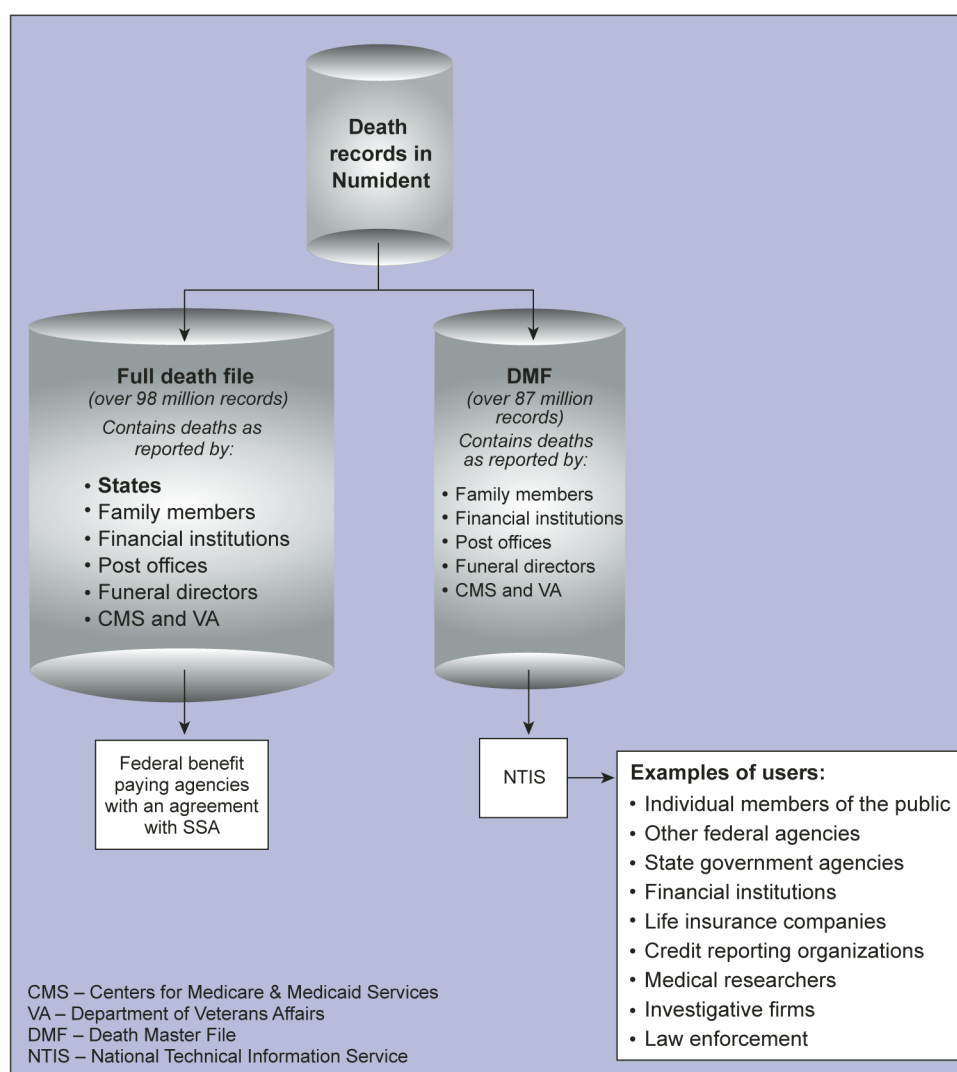 Death
records in
Numident
Full death file
(over 98 million records)
Contains deaths as
reported by:
• States
• Family members
• Financial institutions
• Post offices
• Funeral directors
• CMS and VA
DMF
(over 87 million
records)
Contains deaths
as reported by:
• Family members
• Financial institutions
• Post offices
• Funeral directors
• CMS and VA
Federal benefit
paying agencies
with an agreement
with SSA
NTIS
Examples of users:
• Individual members of the public
• Other federal agencies
• State government agencies
• Financial institutions
• Life insurance companies
• Credit reporting organizations
• Medical researchers
• Investigative firms
• Law enforcement
CMS – Centers for Medicare & Medicaid Services
VA – Department of Veterans Affairs
DMF – Death Master File
NTIS – National Technical Information Service